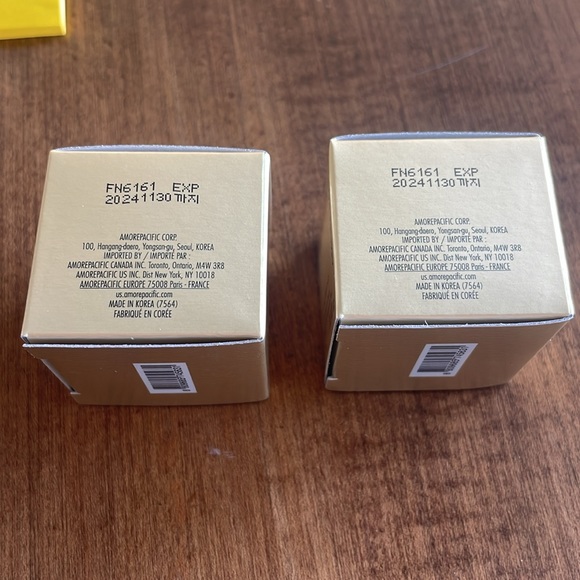 FN6161 EXP
20241130까지
AMOREPACIFIC CORP.
100, Hangang-daero, Yongsan-gu, Seoul, KOREA
IMPORTED BY / IMPORTÉ PAR :
AMOREPACIFIC CANADA INC. Toronto, Ontario, M4W 3R8
AMOREPACIFIC US INC. Dist New York, NY 10018
AMOREPACIFIC EUROPE 75008 Paris - FRANCE
us.amorepacific.com
MADE IN KOREA (7564)
FABRIQUÉ EN CORÉE
FN6161 EXP
20241130까지
AMOREPACIFIC CORP.
100, Hangang-daero, Yongsan-gu, Seoul, KOREA
IMPORTED BY / IMPORTÉ PAR :
AMOREPACIFIC CANADA INC. Toronto, Ontario, M4W 3R8
AMOREPACIFIC US INC. Dist New York, NY 10018
AMOREPACIFIC EUROPE 75008 Paris - FRANCE
us.amorepacific.com
MADE IN KOREA (7564)
FABRIQUÉ EN CORÉE